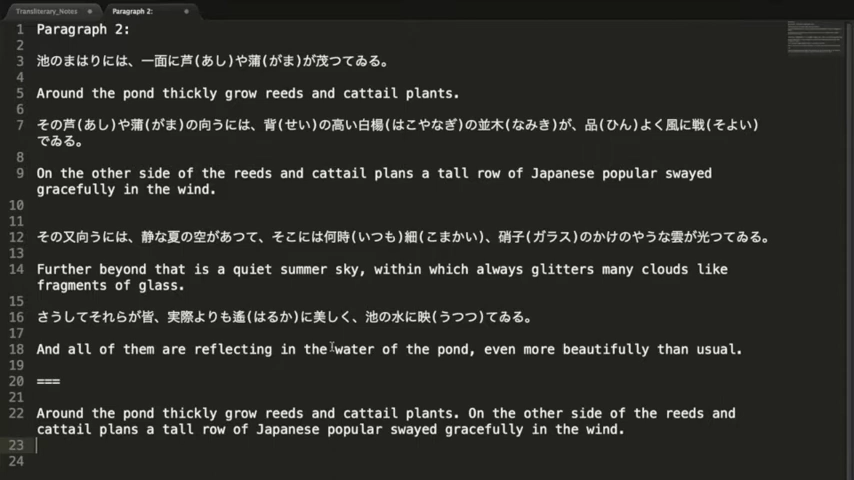 Transliterary_Notes
Paragraph 2:
1 Paragraph 2:
2
3 池のまはりには、一面に芦(あし)や蒲(がま)が茂つてゐる。
4
5 Around the pond thickly grow reeds and cattail plants.
6
7 その芦(あし)や蒲(がま)の向うには、背(せい)の高い白楊(はこやなぎ)の並木(なみき)が、品(ひん)よく風に戦(そよい)
でゐる。
8
9 On the other side of the reeds and cattail plans a tall row of Japanese popular swayed
gracefully in the wind.
10
11
12 その又向うには、静な夏の空があつて、そこには何時(いつも)細(こまかい)、硝子(ガラス)のかけのやうな雲が光つてゐる。
13
14 Further beyond that is a quiet summer sky, within which always glitters many clouds like
fragments of glass.
15
16 さうしてそれらが皆、実際よりも遙(はるか)に美しく、池の水に映(うつつ)てゐる。
17
18 And all of them are reflecting in the water of the pond, even more beautifully than usual.
19
20 ===
21
22 Around the pond thickly grow reeds and cattail plants. On the other side of the reeds and
cattail plans a tall row of Japanese popular swayed gracefully in the wind.
23
24